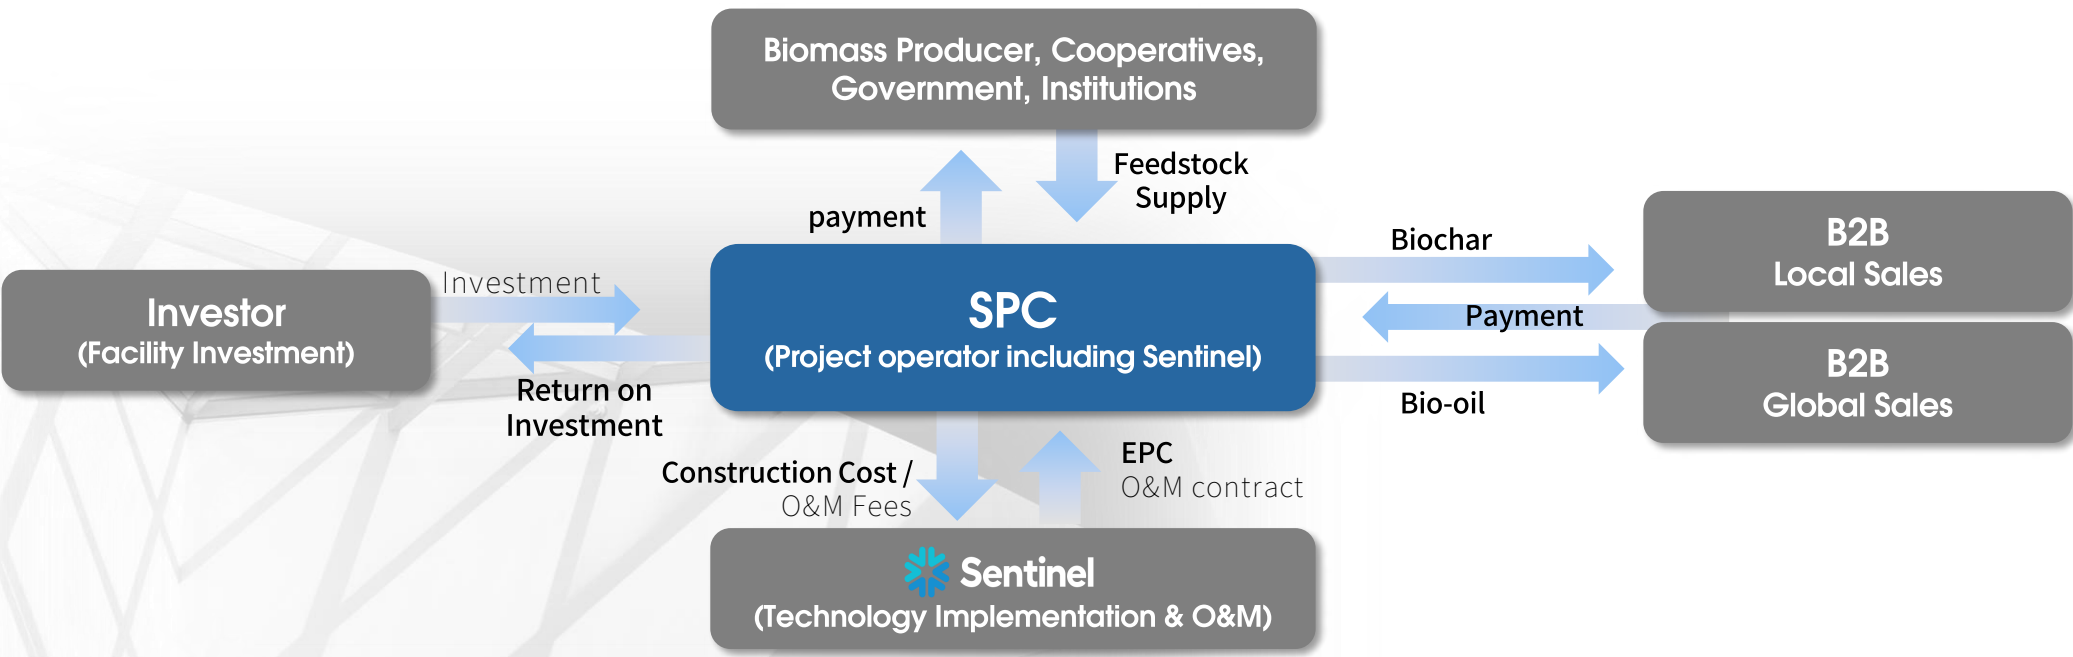 Biomass Producer, Cooperatives,
Government, Institutions
payment
Feedstock
Supply
Investor
(Facility Investment)
Investment
Return on
Investment
SPC
(Project operator including Sentinel)
Biochar
Payment
Bio-oil
B2B
Local Sales
B2B
Global Sales
Construction Cost /
O&M Fees
EPC
O&M contract
Sentinel
(Technology Implementation & O&M)